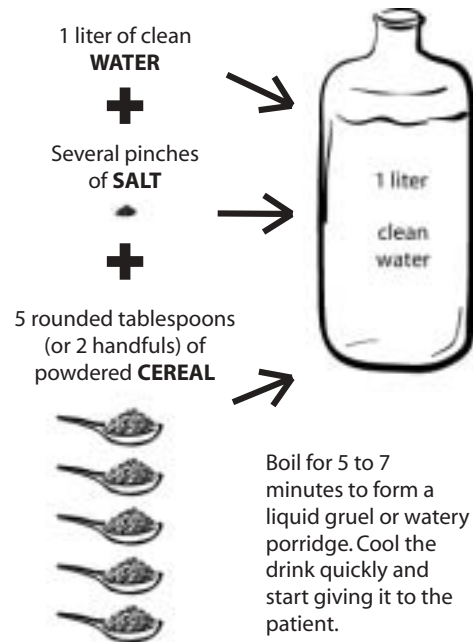 1 liter of clean
WATER
Several pinches
of SALT
5 rounded tablespoons
(or 2 handfuls) of
powdered CEREAL
1 liter
clean
water
Boil for 5 to 7
minutes to form a
liquid gruel or watery
porridge. Cool the
drink quickly and
start giving it to the
patient.